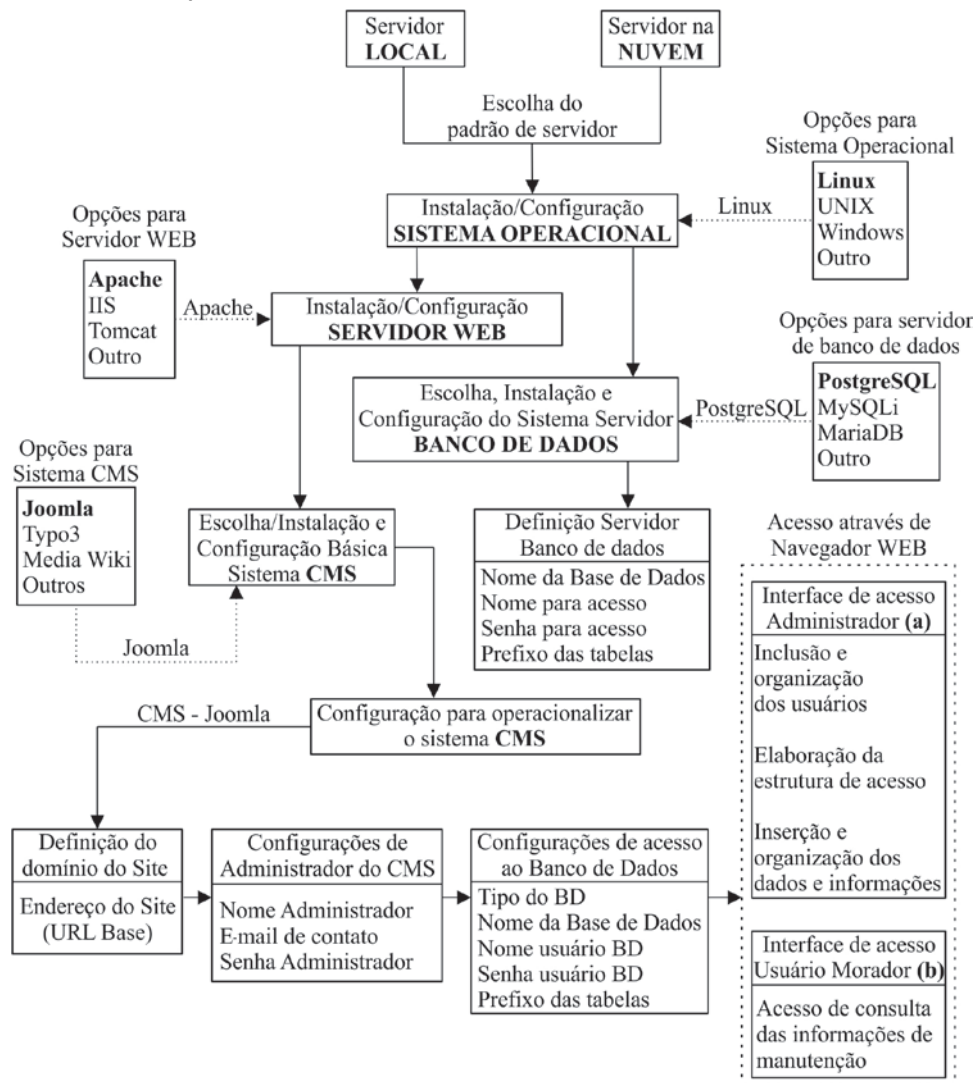 Servidor
LOCAL
Servidor na
NUVEM
Escolha do
padrão de servidor
Opções para
Sistema Operacional
Linux
UNIX
Windows
Outro
Linux
Instalação/Configuração
SISTEMA OPERACIONAL
Opções para
Servidor WEB
Apache
IIS
Tomcat
Outro
Apache
Instalação/Configuração
SERVIDOR WEB
Opções para servidor
de banco de dados
PostgreSQL
MySQLi
MariaDB
Outro
PostgreSQL
Escolha, Instalação e
Configuração do Sistema Servidor
BANCO DE DADOS
Opções para
Sistema CMS
Joomla
Typo3
Media Wiki
Outros
Joomla
Escolha/Instalação e
Configuração Básica
Sistema CMS
Definição Servidor
Banco de dados
Nome da Base de Dados
Nome para acesso
Senha para acesso
Prefixo das tabelas
Configuração para operacionalizar
o sistema CMS
CMS - Joomla
Definição do
domínio do Site
Endereço do Site
(URL Base)
Configurações de
Administrador do CMS
Nome Administrador
E-mail de contato
Senha Administrador
Configurações de acesso
ao Banco de Dados
Tipo do BD
Nome da Base de Dados
Nome usuário BD
Senha usuário BD
Prefixo das tabelas
Acesso através de
Navegador WEB
Interface de acesso
Administrador (a)
Inclusão e
organização
dos usuários
Elaboração da
estrutura de acesso
Inserção e
organização dos
dados e informações
Interface de acesso
Usuário Morador (b)
Acesso de consulta
das informações de
manutenção